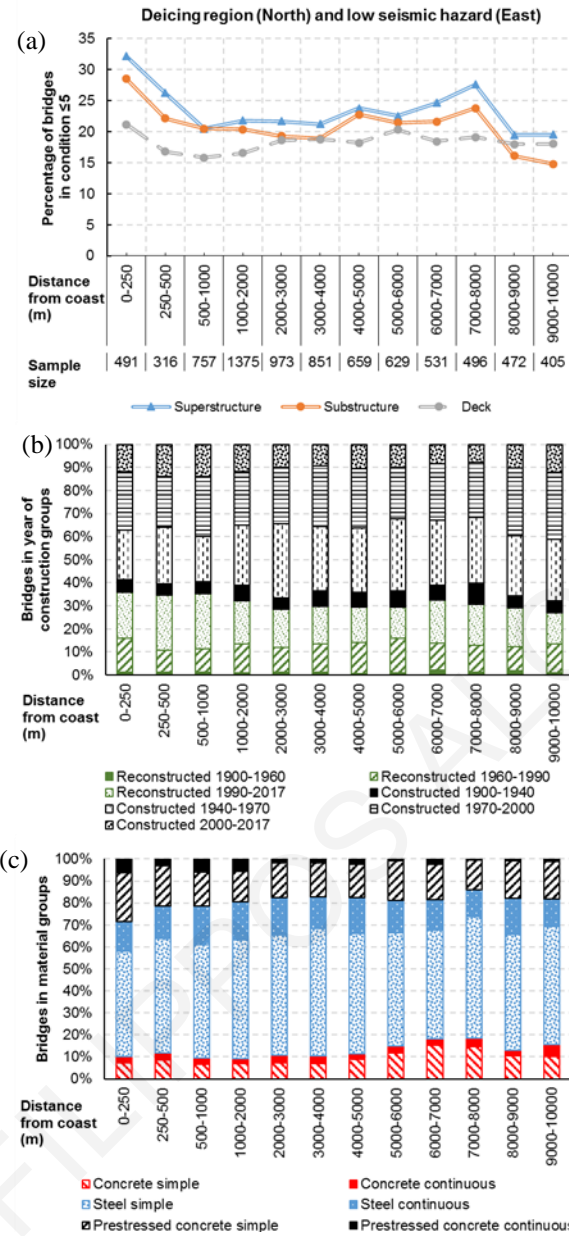 Deicing region (North) and low seismic hazard (East)
(a)
Percentage of bridges
in condition ≤5
35
30
25
20
15
10
5
0
Distance
from coast
(m)
0-250
250-500
500-1000
1000-2000
2000-3000
3000-4000
4000-5000
5000-6000
6000-7000
7000-8000
8000-9000
9000-10000
Sample
size
491 316 757 1375 973 851 659 629 531 496 472 405
Superstructure Substructure Deck
(b)
Bridges in year of
construction groups
100%
90%
80%
70%
60%
50%
40%
30%
20%
10%
0%
Distance
from coast
(m)
0-250
250-500
500-1000
1000-2000
2000-3000
3000-4000
4000-5000
5000-6000
6000-7000
7000-8000
8000-9000
9000-10000
Reconstructed 1900-1960 Reconstructed 1960-1990
Reconstructed 1990-2017 Constructed 1900-1940
Constructed 1940-1970 Constructed 1970-2000
Constructed 2000-2017
(c)
Bridges in material groups
100%
90%
80%
70%
60%
50%
40%
30%
20%
10%
0%
Distance
from coast
(m)
0-250
250-500
500-1000
1000-2000
2000-3000
3000-4000
4000-5000
5000-6000
6000-7000
7000-8000
8000-9000
9000-10000
Concrete simple Concrete continuous
Steel simple Steel continuous
Prestressed concrete simple Prestressed concrete continuous
FILIPPOS ALO